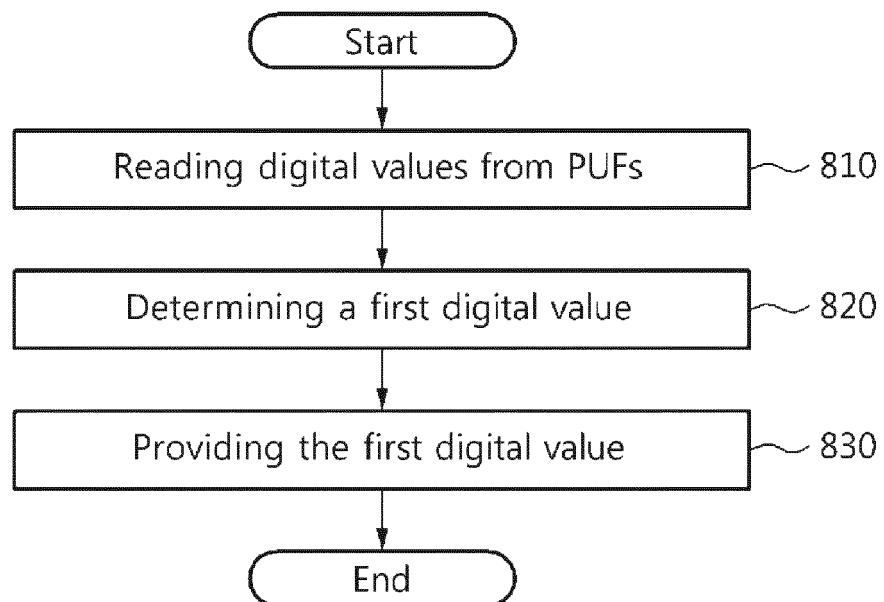 Start
Reading digital values from PUFs 810
Determining a first digital value 820
Providing the first digital value 830
End